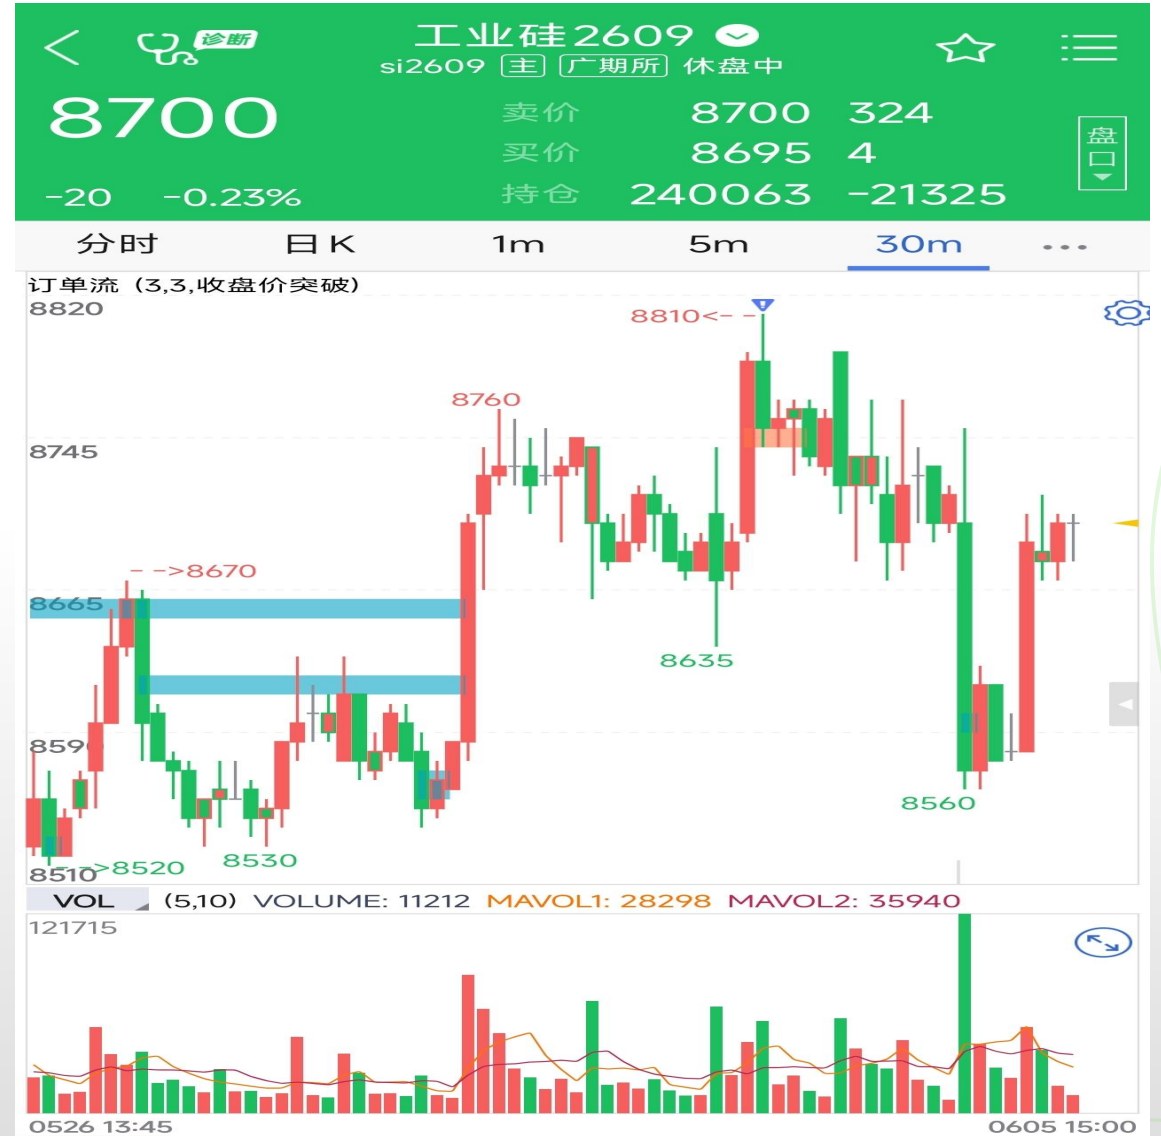 诊断
工业硅2609
si2609 主 广期所 休盘中
8700
卖价 8700 324
买价 8695 4
持仓 240063 -21325
-20 -0.23%
盘口
分时 日K 1m 5m 30m
订单流 (3,3,收盘价突破)
8820
8810<- -
8760
8745
- ->8670
8665
8635
8590
8560
8530
- ->8520
8510
VOL (5,10) VOLUME: 11212 MAVOL1: 28298 MAVOL2: 35940
121715
0526 13:45 0605 15:00